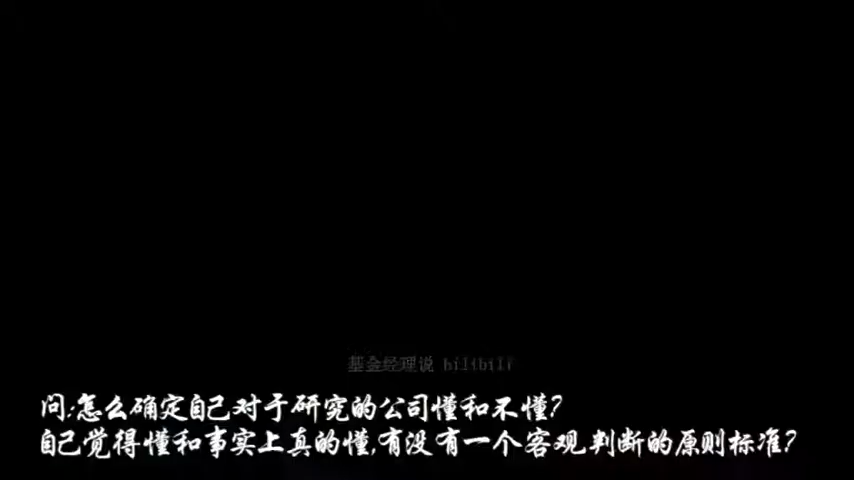 基金经理说 bilibili
问:怎么确定自己对于研究的公司懂和不懂?
自己觉得懂和事实上真的懂,有没有一个客观判断的原则标准?